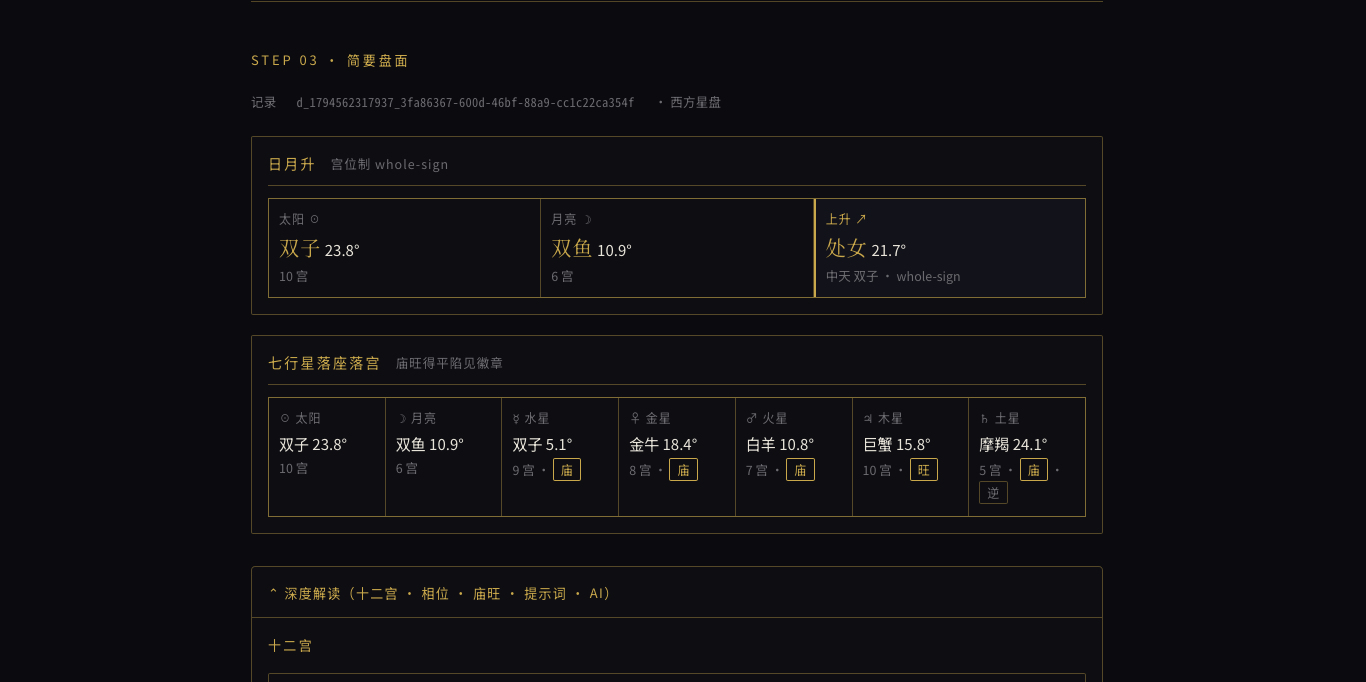 STEP 03 · 简要盘面
记录 d_1794562317937_3fa86367-600d-46bf-88a9-cc1c22ca354f · 西方星盘
日月升 宫位制 whole-sign
太阳 ☉
双子 23.8°
10 宫
月亮 ☽
双鱼 10.9°
6 宫
上升 ↗
处女 21.7°
中天 双子 · whole-sign
七行星落座落宫 庙旺得平陷见徽章
☉ 太阳
双子 23.8°
10 宫
☽ 月亮
双鱼 10.9°
6 宫
☿ 水星
双子 5.1°
9 宫 · 庙
♀ 金星
金牛 18.4°
8 宫 · 庙
♂ 火星
白羊 10.8°
7 宫 · 庙
♃ 木星
巨蟹 15.8°
10 宫 · 旺
♄ 土星
摩羯 24.1°
5 宫 · 庙 ·
逆
⌃ 深度解读（十二宫 · 相位 · 庙旺 · 提示词 · AI）
十二宫